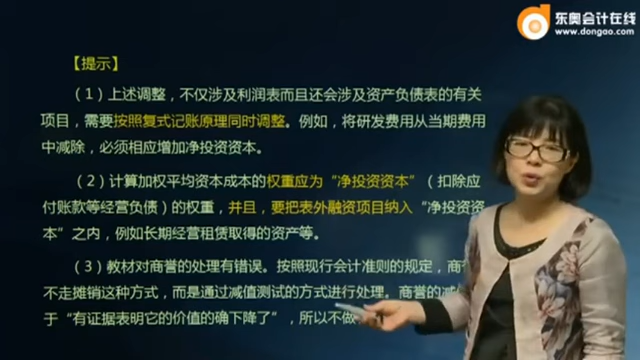 东奥会计在线
www.dongao.com
【提示】
（1）上述调整，不仅涉及利润表而且还会涉及资产负债表的有关
项目，需要按照复式记账原理同时调整。例如，将研发费用从当期费用
中减除，必须相应增加净投资资本。
（2）计算加权平均资本成本的权重应为“净投资资本”（扣除应
付账款等经营负债）的权重，并且，要把表外融资项目纳入“净投资资
本”之内，例如长期经营租赁取得的资产等。
（3）教材对商誉的处理有错误。按照现行会计准则的规定，商
不走摊销这种方式，而是通过减值测试的方式进行处理。商誉的减
于“有证据表明它的价值的确下降了”，所以不做